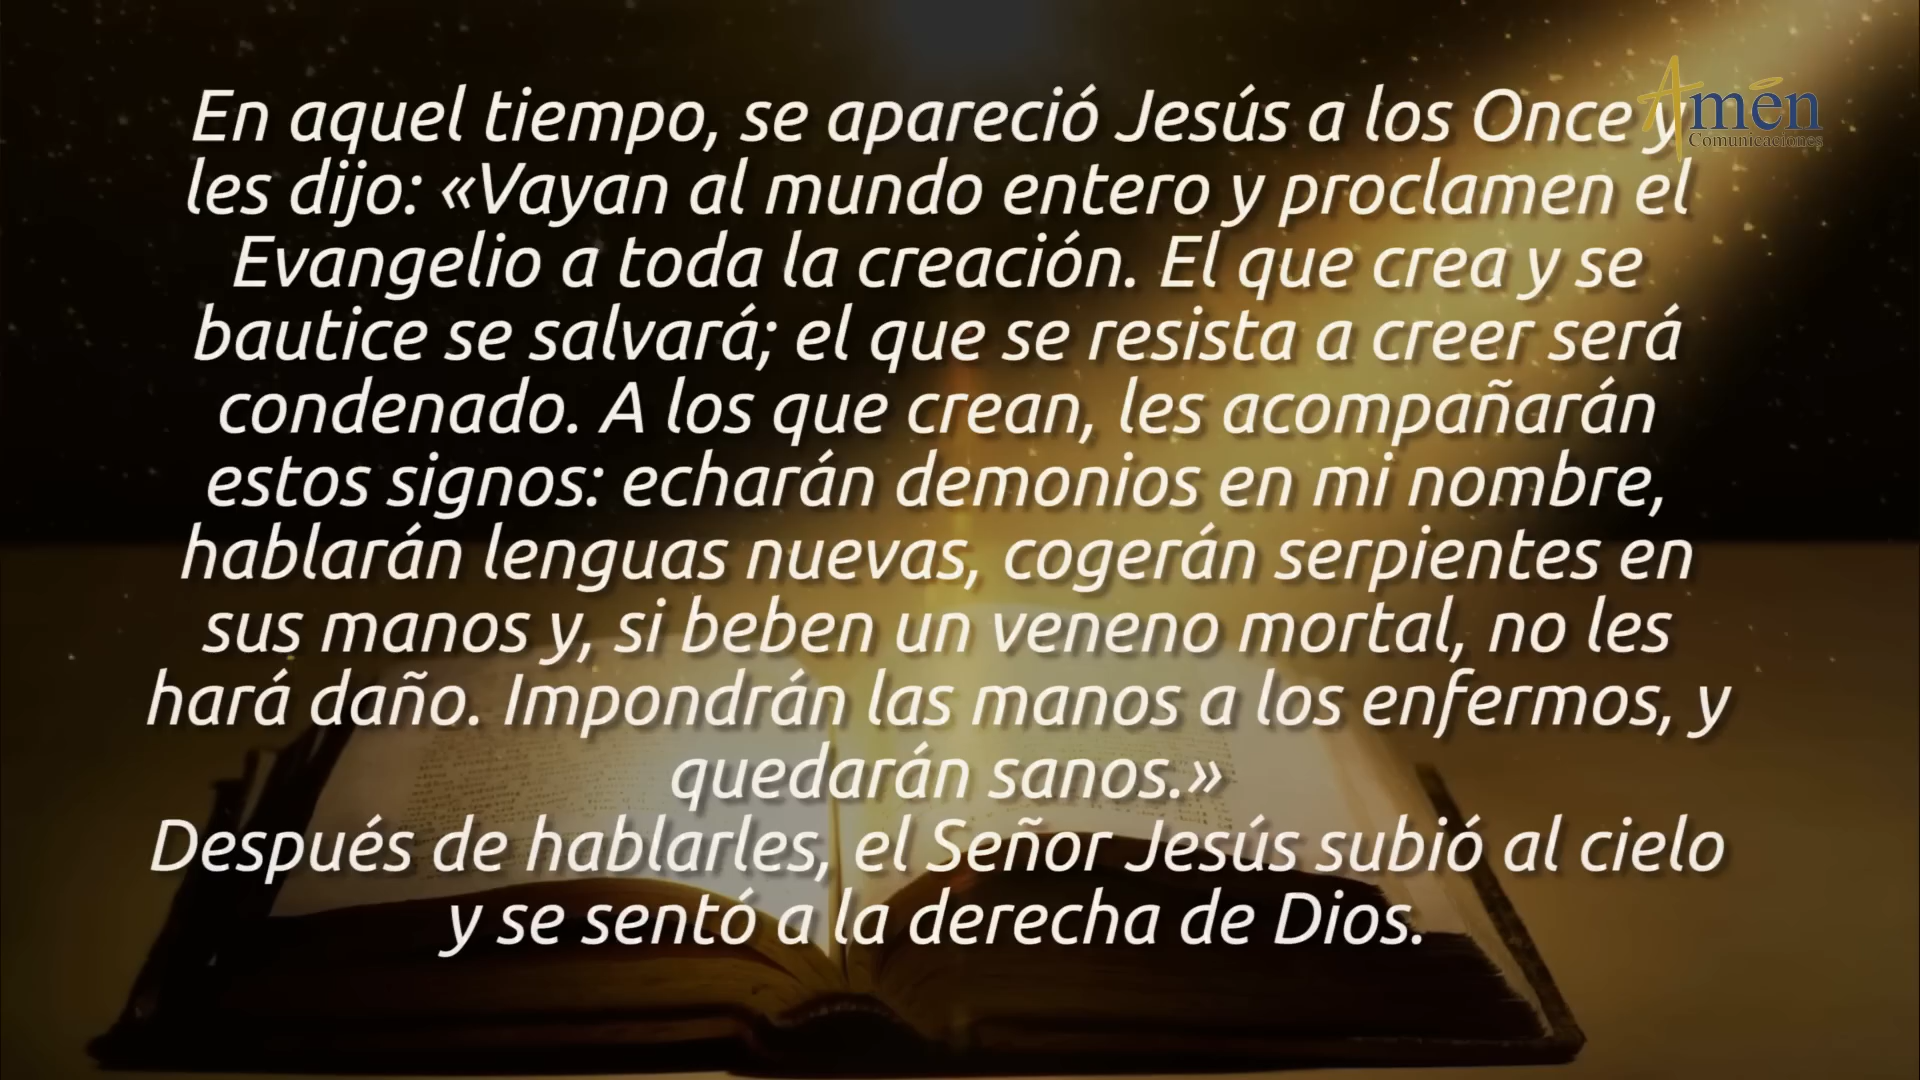 En aquel tiempo, se apareció Jesús a los Once y
les dijo: «Vayan al mundo entero y proclamen el
Evangelio a toda la creación. El que crea y se
bautice se salvará; el que se resista a creer será
condenado. A los que crean, les acompañarán
estos signos: echarán demonios en mi nombre,
hablarán lenguas nuevas, cogerán serpientes en
sus manos y, si beben un veneno mortal, no les
hará daño. Impondrán las manos a los enfermos, y
quedarán sanos.»
Después de hablarles, el Señor Jesús subió al cielo
y se sentó a la derecha de Dios.
Amén
Comunicaciones